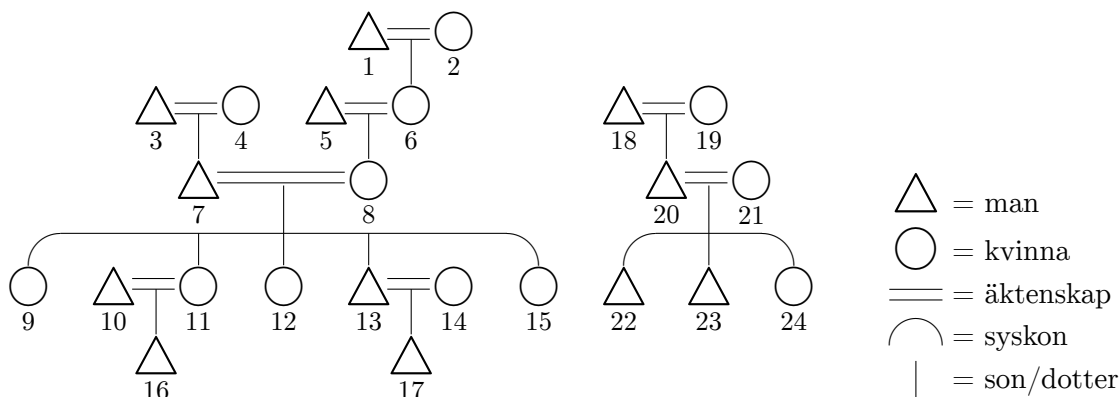 1 2
3 4 5 6 18 19
7 8 20 21
= man
= kvinna
9 10 11 12 13 14 15 22 23 24
= äktenskap
= syskon
16 17
= son/dotter